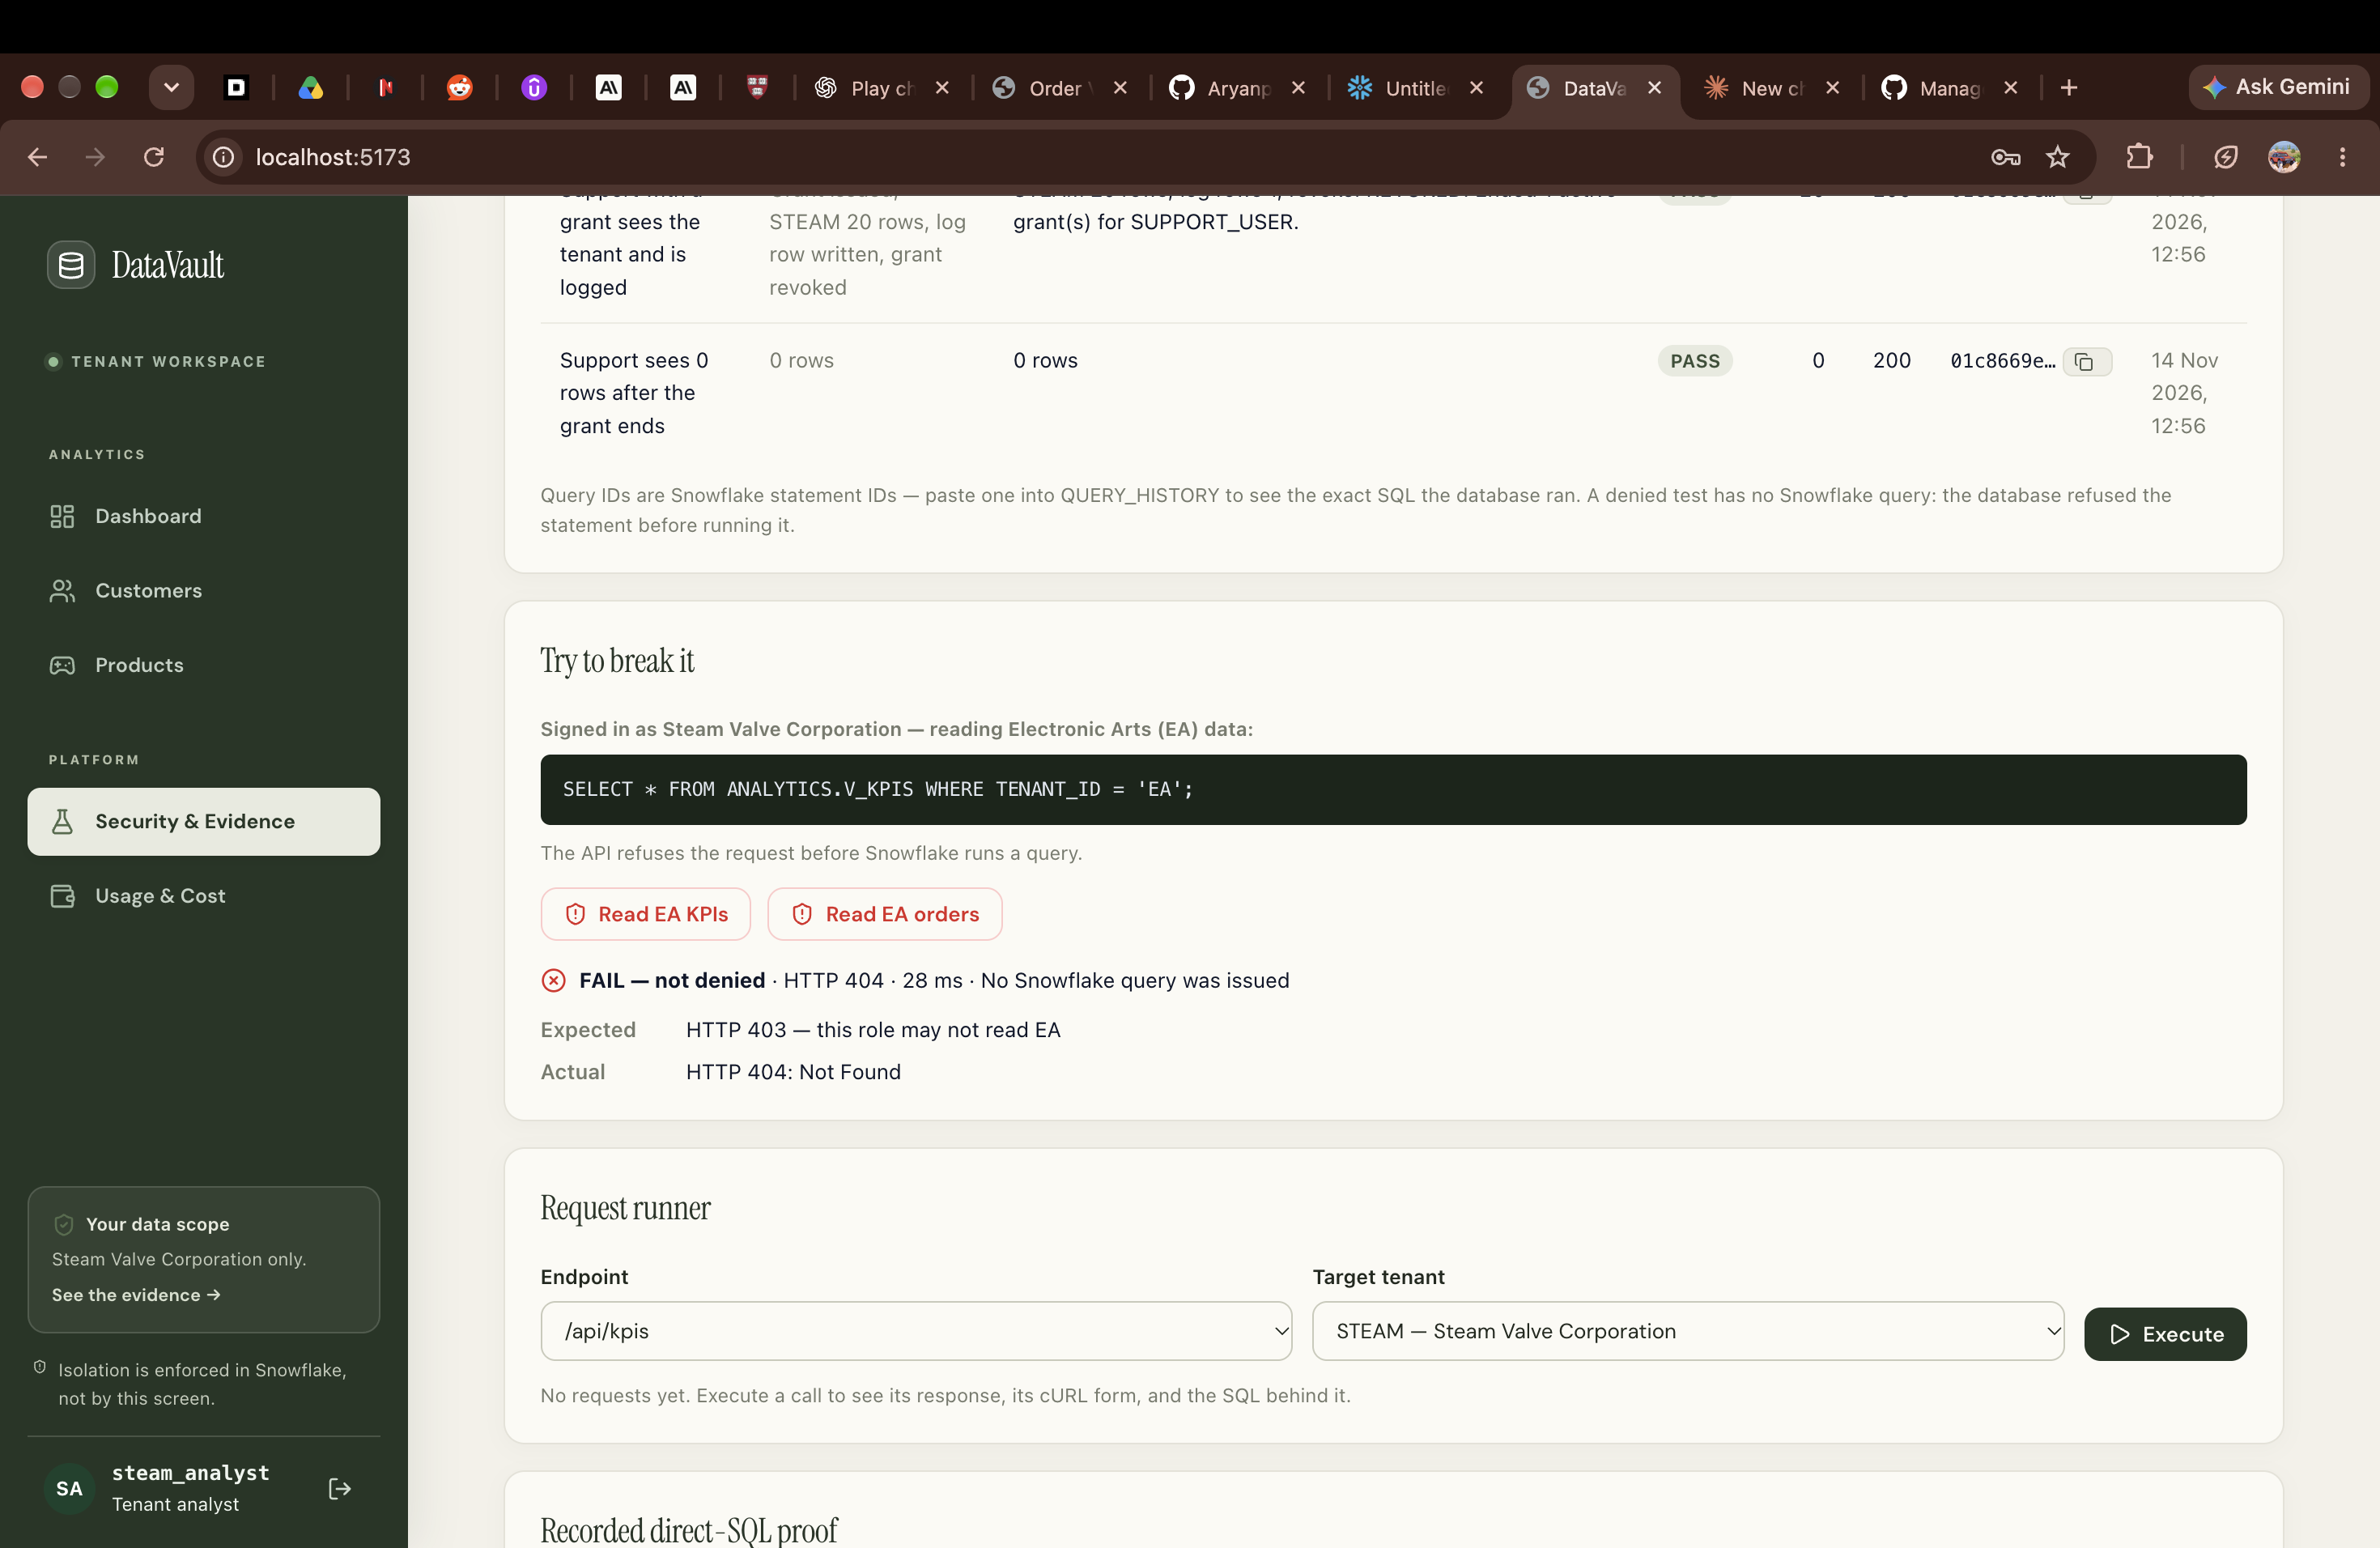 Play ch
Order
Aryanp
Untitle
DataVa
New ch
Manag
Ask Gemini
localhost:5173
DataVault
TENANT WORKSPACE
ANALYTICS
Dashboard
Customers
Products
PLATFORM
Security & Evidence
Usage & Cost
Your data scope
Steam Valve Corporation only.
See the evidence →
Isolation is enforced in Snowflake,
not by this screen.
SA
steam_analyst
Tenant analyst
grant sees the
tenant and is
logged
STEAM 20 rows, log
row written, grant
revoked
grant(s) for SUPPORT_USER.
2026,
12:56
Support sees 0
rows after the
grant ends
0 rows
0 rows
PASS
0
200
01c8669e…
14 Nov
2026,
12:56
Query IDs are Snowflake statement IDs — paste one into QUERY_HISTORY to see the exact SQL the database ran. A denied test has no Snowflake query: the database refused the
statement before running it.
Try to break it
Signed in as Steam Valve Corporation — reading Electronic Arts (EA) data:
SELECT * FROM ANALYTICS.V_KPIS WHERE TENANT_ID = 'EA';
The API refuses the request before Snowflake runs a query.
Read EA KPIs
Read EA orders
FAIL — not denied · HTTP 404 · 28 ms · No Snowflake query was issued
Expected HTTP 403 — this role may not read EA
Actual HTTP 404: Not Found
Request runner
Endpoint
Target tenant
/api/kpis
STEAM — Steam Valve Corporation
Execute
No requests yet. Execute a call to see its response, its cURL form, and the SQL behind it.
Recorded direct-SQL proof